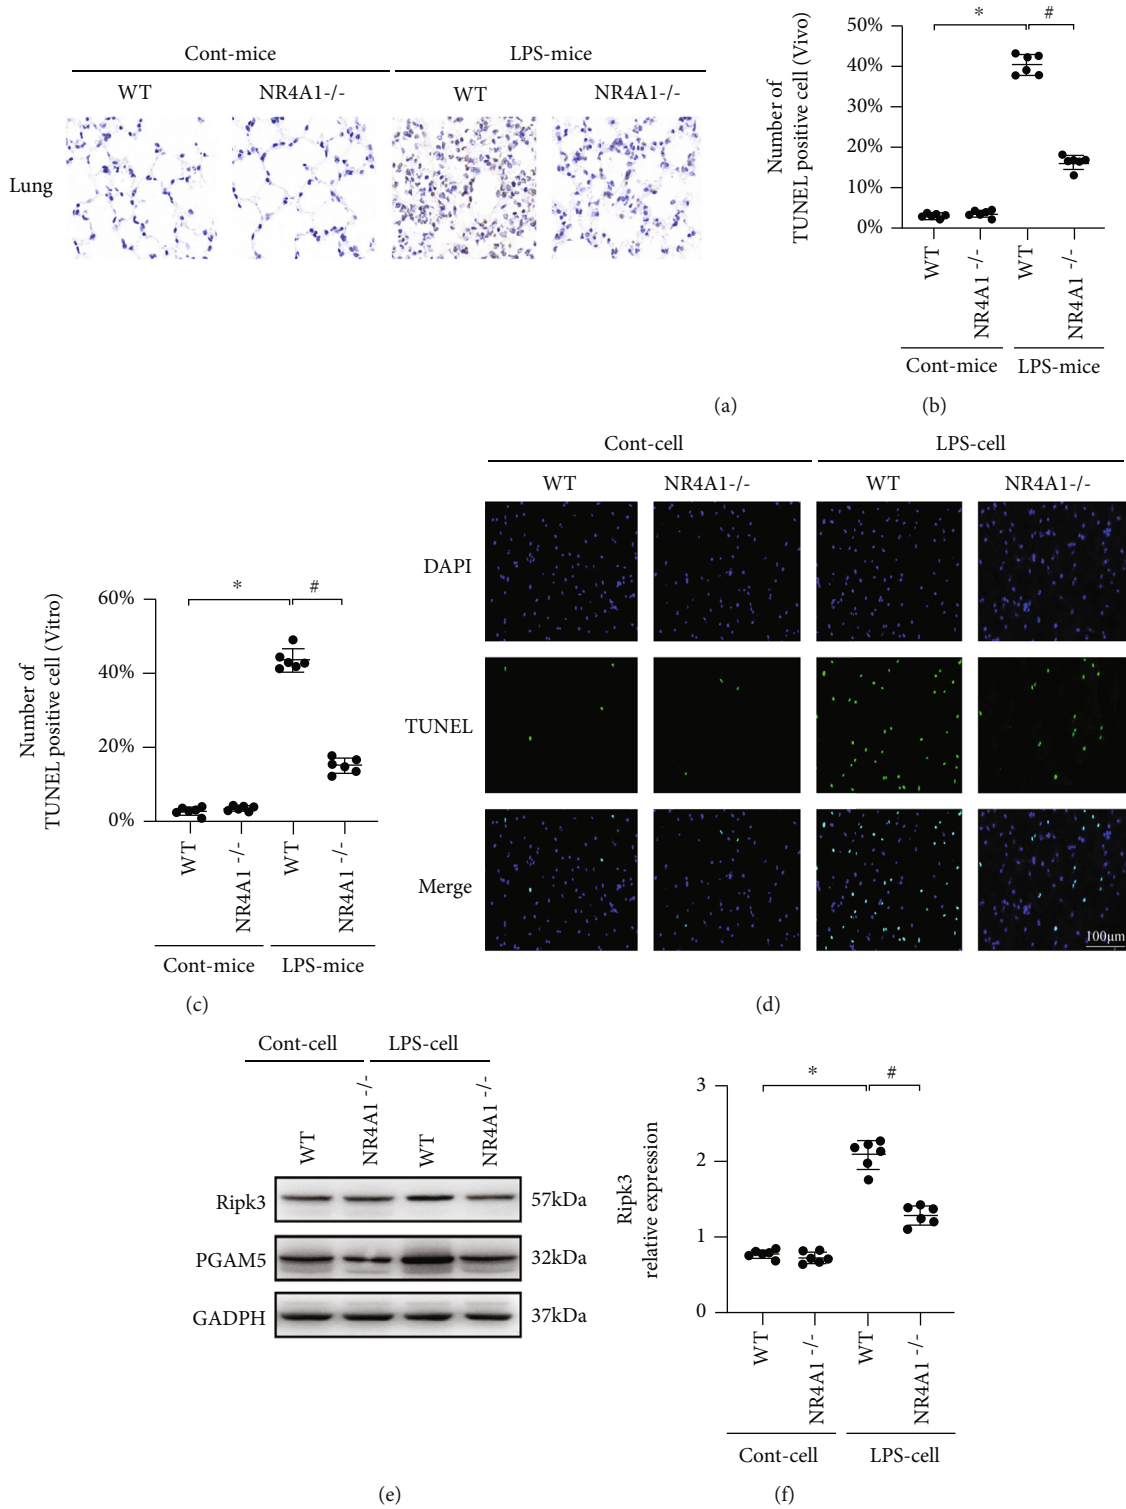 Cont-mice
LPS-mice
WT
NR4A1-/-
WT
NR4A1-/-
Lung
Number of
TUNEL positive cell (Vivo)
50%
40%
30%
20%
10%
0%
*
#
WT
NR4A1 -/-
WT
NR4A1 -/-
Cont-mice
LPS-mice
(a)
(b)
Number of
TUNEL positive cell (Vitro)
60%
40%
20%
0%
*
#
WT
NR4A1 -/-
WT
NR4A1 -/-
Cont-mice
LPS-mice
(c)
Cont-cell
LPS-cell
WT
NR4A1-/-
WT
NR4A1-/-
DAPI
TUNEL
Merge
100μm
(d)
Cont-cell
LPS-cell
WT
NR4A1 -/-
WT
NR4A1 -/-
Ripk3
57kDa
PGAM5
32kDa
GADPH
37kDa
(e)
Ripk3
relative expression
3
2
1
0
*
#
WT
NR4A1 -/-
WT
NR4A1 -/-
Cont-cell
LPS-cell
(f)